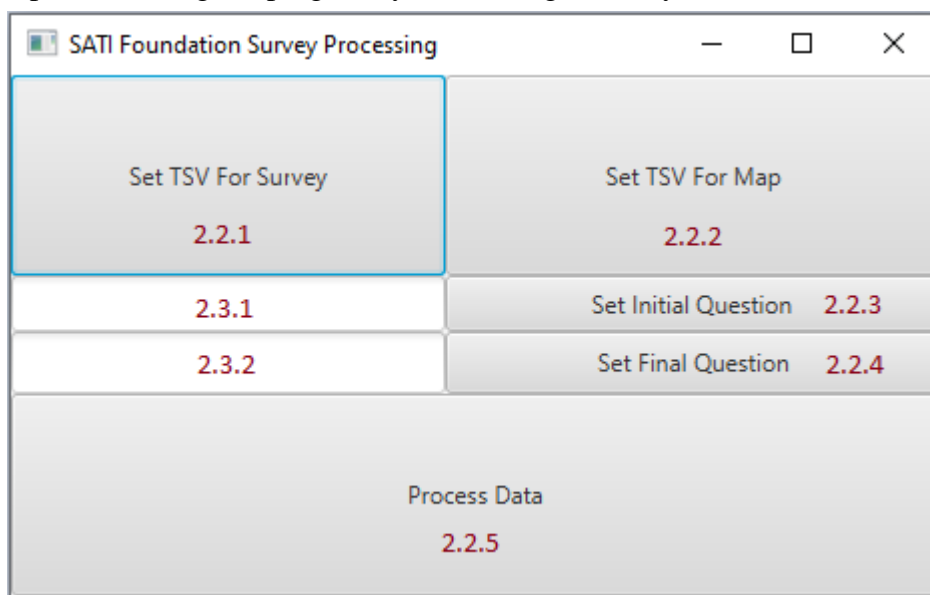 SATI Foundation Survey Processing
Set TSV For Survey
2.2.1
Set TSV For Map
2.2.2
2.3.1
Set Initial Question 2.2.3
2.3.2
Set Final Question 2.2.4
Process Data
2.2.5